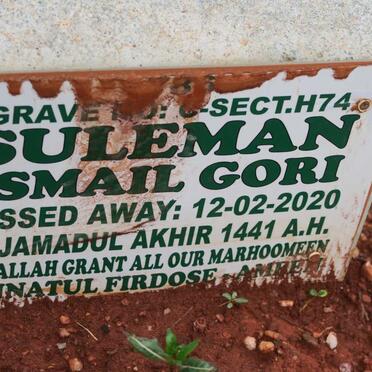 GRAVE NO: C-SECT.H74
SULEMAN
SMAIL GORI
SSED AWAY: 12-02-2020
JAMADUL AKHIR 1441 A.H.
ALLAH GRANT ALL OUR MARHOOMEEN
NATUL FIRDOSE - AMEEN